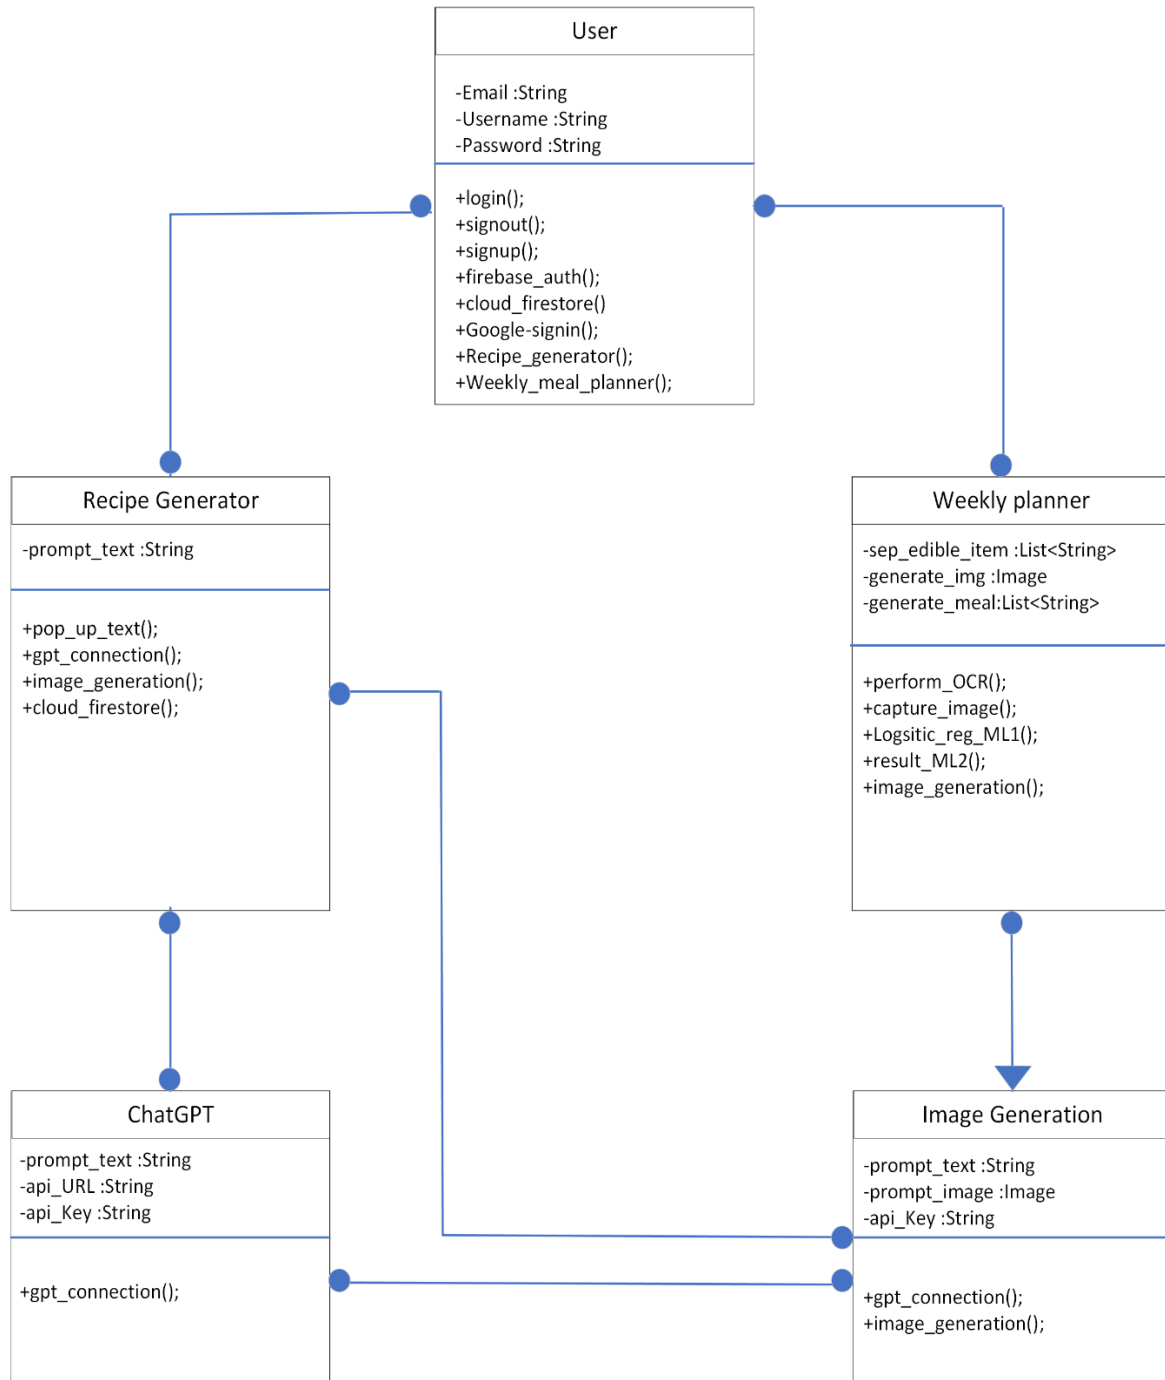 User
-Email :String
-Username :String
-Password :String
+login();
+signout();
+signup();
+firebase_auth();
+cloud_firestore()
+Google-signin();
+Recipe_generator();
+Weekly_meal_planner();
Recipe Generator
-prompt_text :String
+pop_up_text();
+gpt_connection();
+image_generation();
+cloud_firestore();
Weekly planner
-sep_edible_item :List<String>
-generate_img :Image
-generate_meal:List<String>
+perform_OCR();
+capture_image();
+Logsitic_reg_ML1();
+result_ML2();
+image_generation();
ChatGPT
-prompt_text :String
-api_URL :String
-api_Key :String
+gpt_connection();
Image Generation
-prompt_text :String
-prompt_image :Image
-api_Key :String
+gpt_connection();
+image_generation();